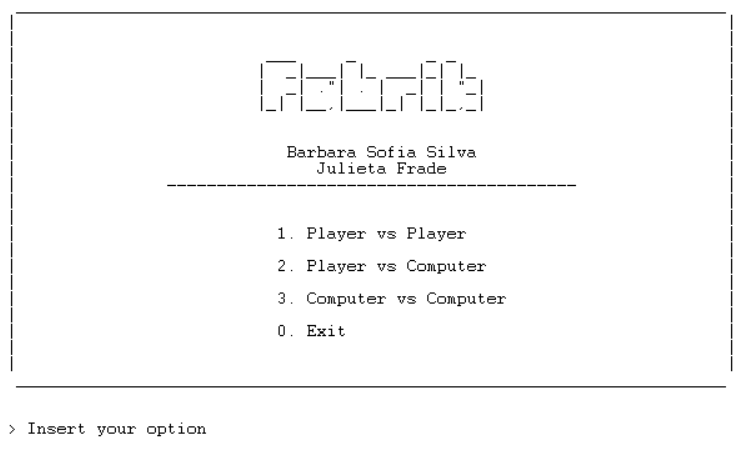 Fabrik
Barbara Sofia Silva
Julieta Frade
1. Player vs Player
2. Player vs Computer
3. Computer vs Computer
0. Exit
> Insert your option